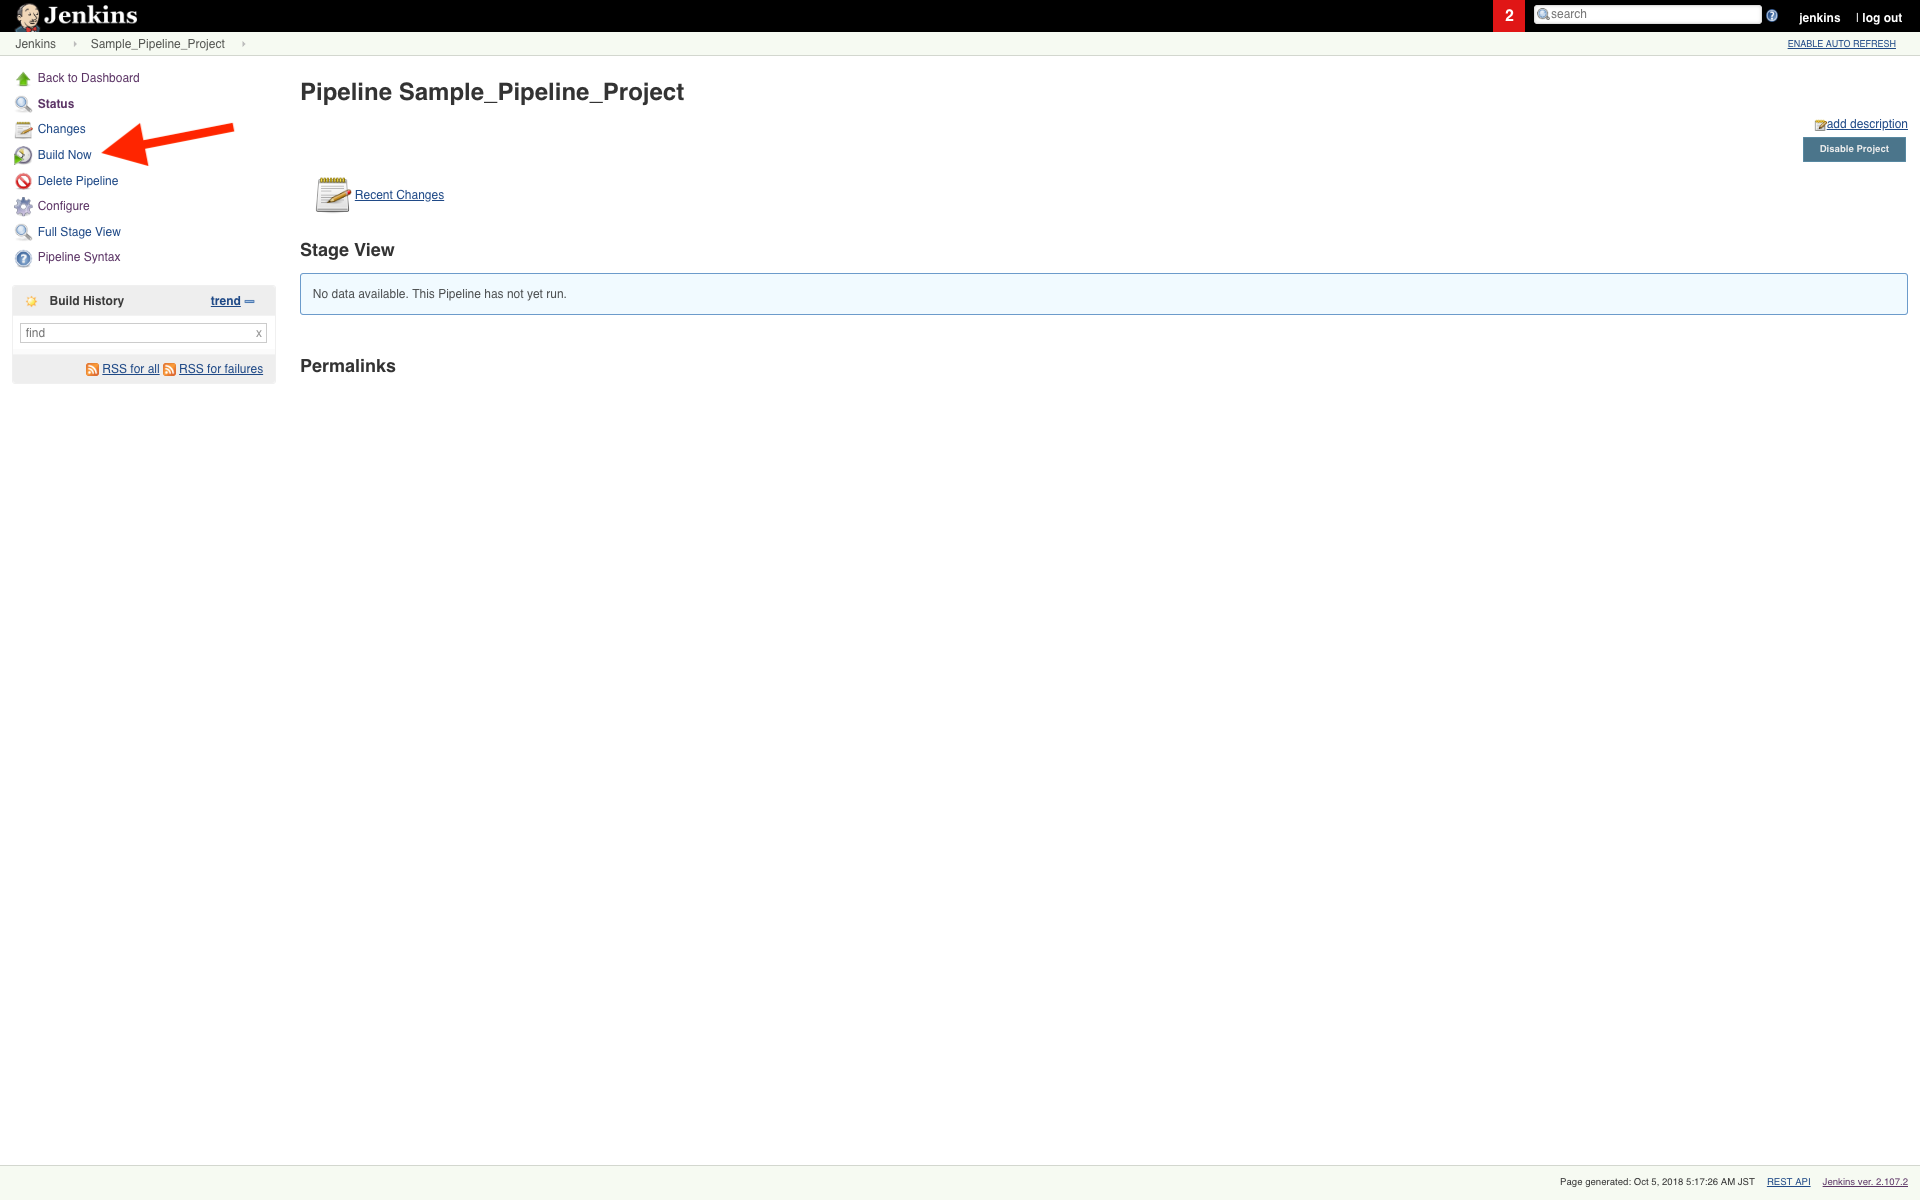 Jenkins
2
search
jenkins
| log out
Jenkins
Sample_Pipeline_Project
ENABLE AUTO REFRESH
Back to Dashboard
Status
Changes
Build Now
Delete Pipeline
Configure
Full Stage View
Pipeline Syntax
Build History
trend
find
x
RSS for all
RSS for failures
Pipeline Sample_Pipeline_Project
add description
Disable Project
Recent Changes
Stage View
No data available. This Pipeline has not yet run.
Permalinks
Page generated: Oct 5, 2018 5:17:26 AM JST
REST API
Jenkins ver. 2.107.2